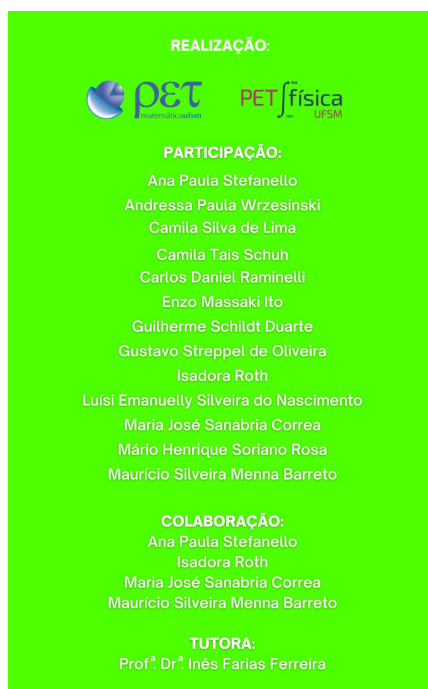 REALIZAÇÃO:
pεt
matemáticaufsm
PET∫física
UFSM
PARTICIPAÇÃO:
Ana Paula Stefanello
Andressa Paula Wrzesinski
Camila Silva de Lima
Camila Tais Schuh
Carlos Daniel Raminelli
Enzo Massaki Ito
Guilherme Schildt Duarte
Gustavo Streppel de Oliveira
Isadora Roth
Luísi Emanuelly Silveira do Nascimento
Maria José Sanabria Correa
Mário Henrique Soriano Rosa
Maurício Silveira Menna Barreto
COLABORAÇÃO:
Ana Paula Stefanello
Isadora Roth
Maria José Sanabria Correa
Maurício Silveira Menna Barreto
TUTORA:
Profª. Drª. Inês Farias Ferreira